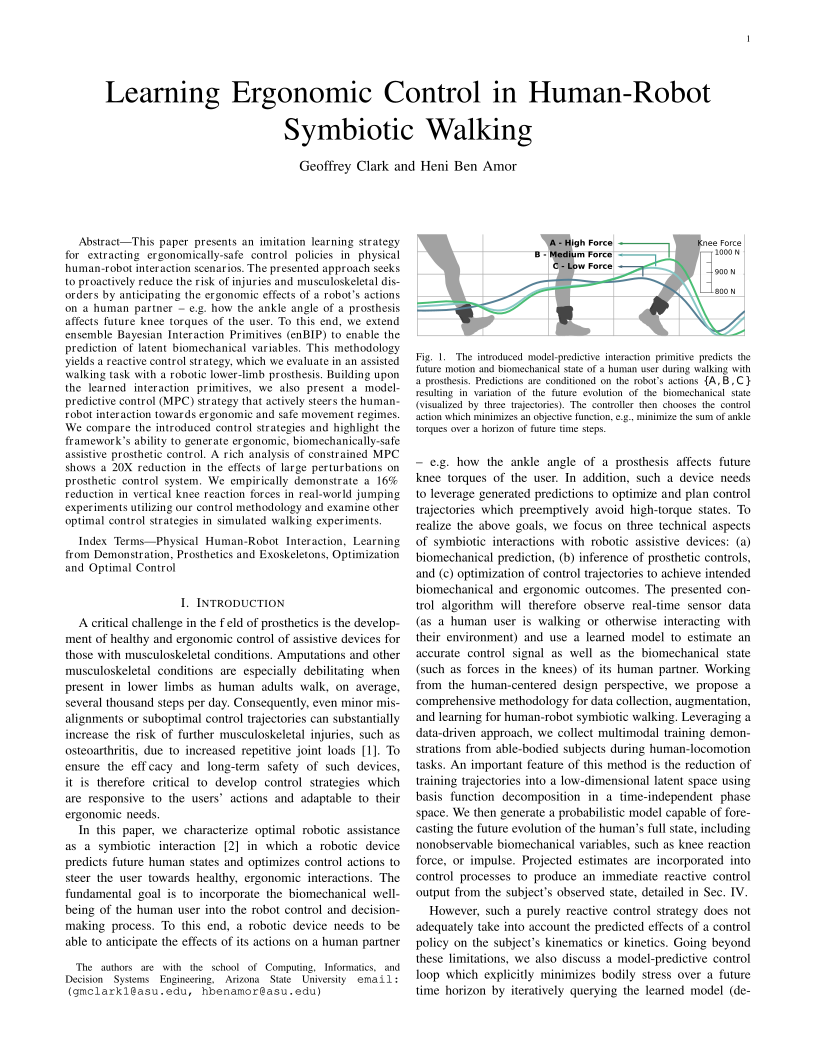 1
Learning Ergonomic Control in Human-Robot
Symbiotic Walking
Geoffrey Clark and Heni Ben Amor
Abstract—This paper presents an imitation learning strategy
for extracting ergonomically-safe control policies in physical
human-robot interaction scenarios. The presented approach seeks
to proactively reduce the risk of injuries and musculoskeletal dis-
orders by anticipating the ergonomic effects of a robot's actions
on a human partner – e.g. how the ankle angle of a prosthesis
affects future knee torques of the user. To this end, we extend
ensemble Bayesian Interaction Primitives (enBIP) to enable the
prediction of latent biomechanical variables. This methodology
yields a reactive control strategy, which we evaluate in an assisted
walking task with a robotic lower-limb prosthesis. Building upon
the learned interaction primitives, we also present a model-
predictive control (MPC) strategy that actively steers the human-
robot interaction towards ergonomic and safe movement regimes.
We compare the introduced control strategies and highlight the
framework's ability to generate ergonomic, biomechanically-safe
assistive prosthetic control. A rich analysis of constrained MPC
shows a 20X reduction in the effects of large perturbations on
prosthetic control system. We empirically demonstrate a 16%
reduction in vertical knee reaction forces in real-world jumping
experiments utilizing our control methodology and examine other
optimal control strategies in simulated walking experiments.
Index Terms—Physical Human-Robot Interaction, Learning
from Demonstration, Prosthetics and Exoskeletons, Optimization
and Optimal Control
I. INTRODUCTION
A critical challenge in the f eld of prosthetics is the develop-
ment of healthy and ergonomic control of assistive devices for
those with musculoskeletal conditions. Amputations and other
musculoskeletal conditions are especially debilitating when
present in lower limbs as human adults walk, on average,
several thousand steps per day. Consequently, even minor mis-
alignments or suboptimal control trajectories can substantially
increase the risk of further musculoskeletal injuries, such as
osteoarthritis, due to increased repetitive joint loads [1]. To
ensure the eff cacy and long-term safety of such devices,
it is therefore critical to develop control strategies which
are responsive to the users' actions and adaptable to their
ergonomic needs.
In this paper, we characterize optimal robotic assistance
as a symbiotic interaction [2] in which a robotic device
predicts future human states and optimizes control actions to
steer the user towards healthy, ergonomic interactions. The
fundamental goal is to incorporate the biomechanical well-
being of the human user into the robot control and decision-
making process. To this end, a robotic device needs to be
able to anticipate the effects of its actions on a human partner
The authors are with the school of Computing, Informatics, and
Decision Systems Engineering, Arizona State University email:
(gmclark1@asu.edu, hbenamor@asu.edu)
A - High Force
B - Medium Force
C - Low Force
Knee Force
1000 N
900 N
800 N
Fig. 1. The introduced model-predictive interaction primitive predicts the
future motion and biomechanical state of a human user during walking with
a prosthesis. Predictions are conditioned on the robot's actions {A,B,C}
resulting in variation of the future evolution of the biomechanical state
(visualized by three trajectories). The controller then chooses the control
action which minimizes an objective function, e.g., minimize the sum of ankle
torques over a horizon of future time steps.
– e.g. how the ankle angle of a prosthesis affects future
knee torques of the user. In addition, such a device needs
to leverage generated predictions to optimize and plan control
trajectories which preemptively avoid high-torque states. To
realize the above goals, we focus on three technical aspects
of symbiotic interactions with robotic assistive devices: (a)
biomechanical prediction, (b) inference of prosthetic controls,
and (c) optimization of control trajectories to achieve intended
biomechanical and ergonomic outcomes. The presented con-
trol algorithm will therefore observe real-time sensor data
(as a human user is walking or otherwise interacting with
their environment) and use a learned model to estimate an
accurate control signal as well as the biomechanical state
(such as forces in the knees) of its human partner. Working
from the human-centered design perspective, we propose a
comprehensive methodology for data collection, augmentation,
and learning for human-robot symbiotic walking. Leveraging a
data-driven approach, we collect multimodal training demon-
strations from able-bodied subjects during human-locomotion
tasks. An important feature of this method is the reduction of
training trajectories into a low-dimensional latent space using
basis function decomposition in a time-independent phase
space. We then generate a probabilistic model capable of fore-
casting the future evolution of the human's full state, including
nonobservable biomechanical variables, such as knee reaction
force, or impulse. Projected estimates are incorporated into
control processes to produce an immediate reactive control
output from the subject's observed state, detailed in Sec. IV.
However, such a purely reactive control strategy does not
adequately take into account the predicted effects of a control
policy on the subject's kinematics or kinetics. Going beyond
these limitations, we also discuss a model-predictive control
loop which explicitly minimizes bodily stress over a future
time horizon by iteratively querying the learned model (de-